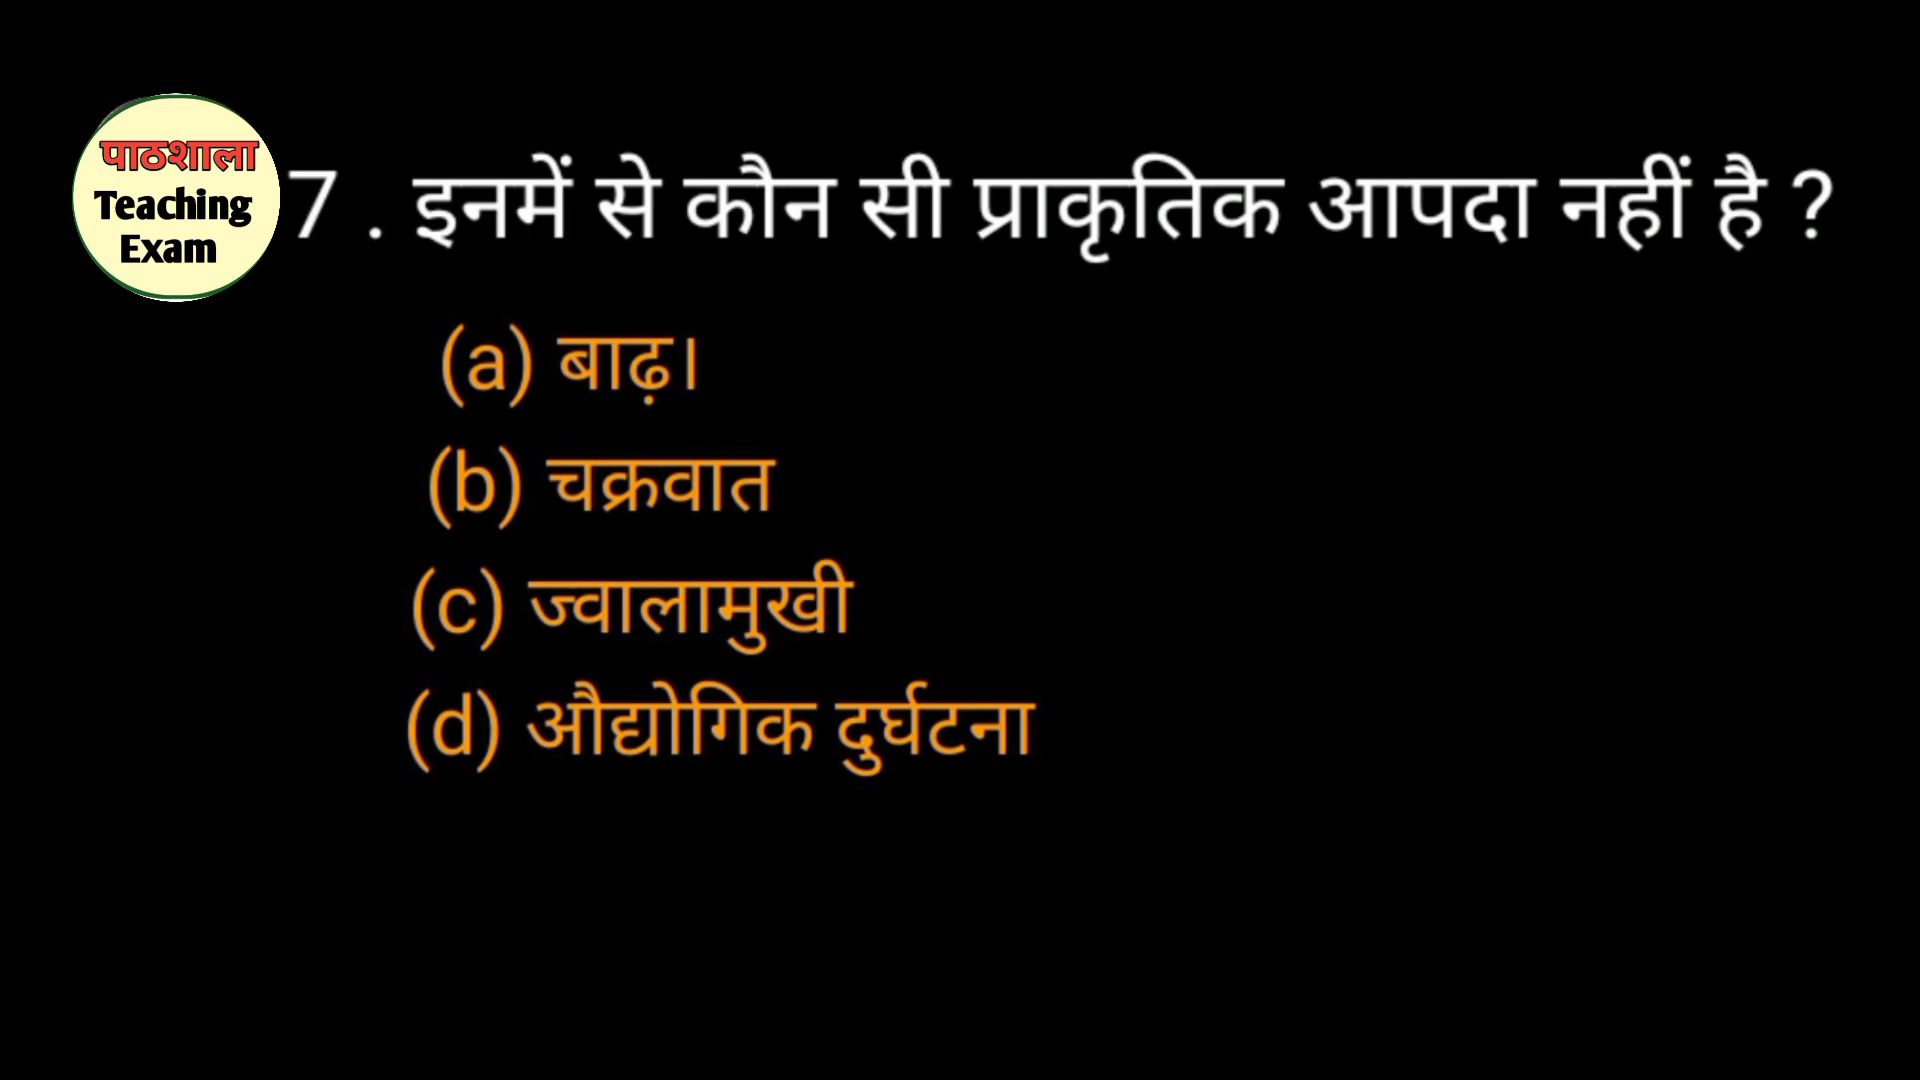 पाठशाला
Teaching
Exam
7 . इनमें से कौन सी प्राकृतिक आपदा नहीं है ?
(a) बाढ़।
(b) चक्रवात
(c) ज्वालामुखी
(d) औद्योगिक दुर्घटना